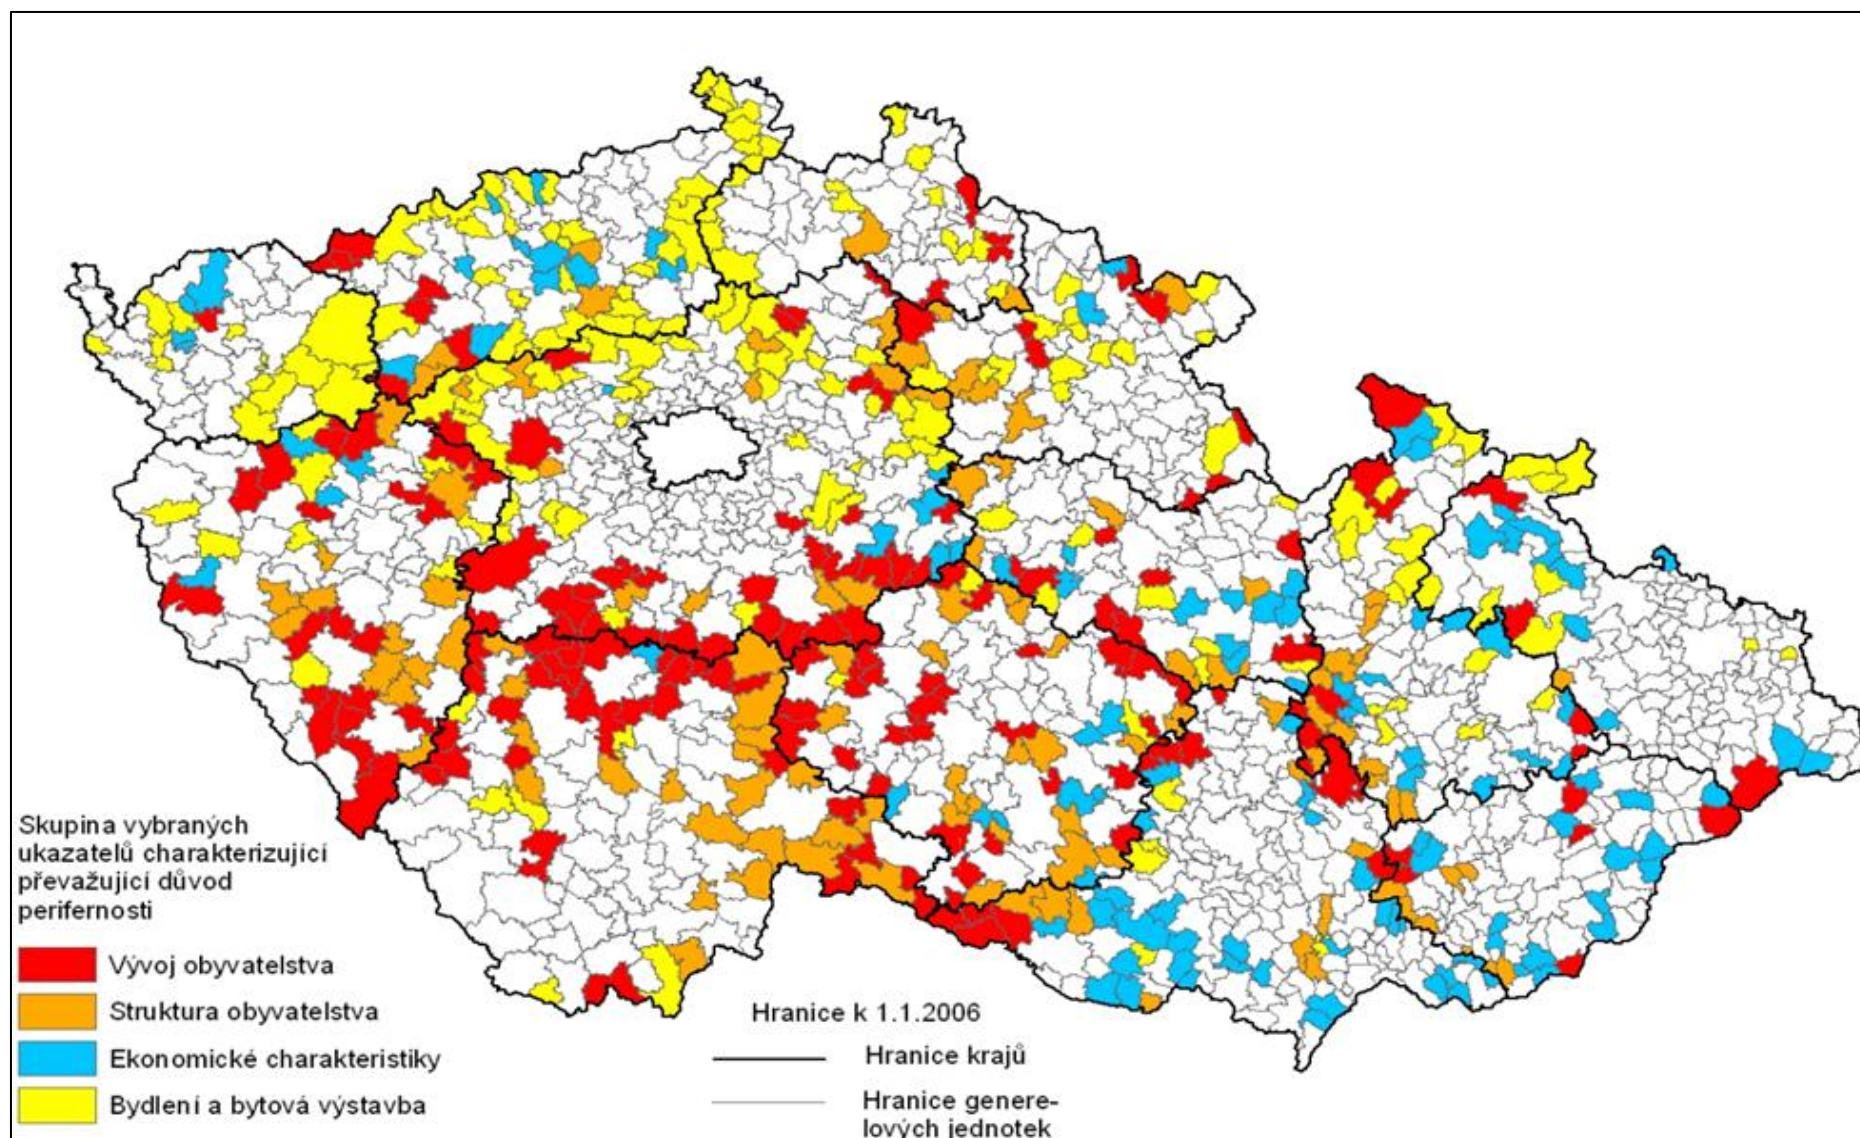 Skupina vybraných
ukazatelů charakterizující
převažující důvod
perifernosti
Vývoj obyvatelstva
Struktura obyvatelstva
Ekonomické charakteristiky
Bydlení a bytová výstavba
Hranice k 1.1.2006
Hranice krajů
Hranice genere-
lových jednotek